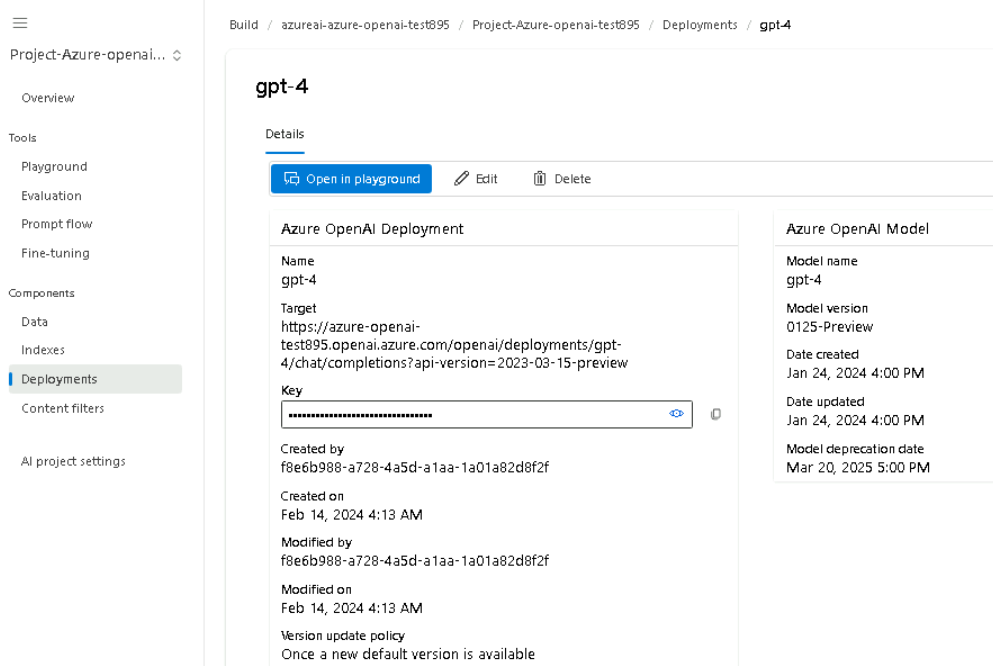 Build / azureai-azure-openai-test895 / Project-Azure-openai-test895 / Deployments / gpt-4
Project-Azure-openai...
Overview
Tools
Playground
Evaluation
Prompt flow
Fine-tuning
Components
Data
Indexes
Deployments
Content filters
AI project settings
gpt-4
Details
Open in playground
Edit
Delete
Azure OpenAI Deployment
Name
gpt-4
Target
https://azure-openai-
test895.openai.azure.com/openai/deployments/gpt-
4/chat/completions?api-version=2023-03-15-preview
Key
Created by
f8e6b988-a728-4a5d-a1aa-1a01a82d8f2f
Created on
Feb 14, 2024 4:13 AM
Modified by
f8e6b988-a728-4a5d-a1aa-1a01a82d8f2f
Modified on
Feb 14, 2024 4:13 AM
Version update policy
Once a new default version is available
Azure OpenAI Model
Model name
gpt-4
Model version
0125-Preview
Date created
Jan 24, 2024 4:00 PM
Date updated
Jan 24, 2024 4:00 PM
Model deprecation date
Mar 20, 2025 5:00 PM